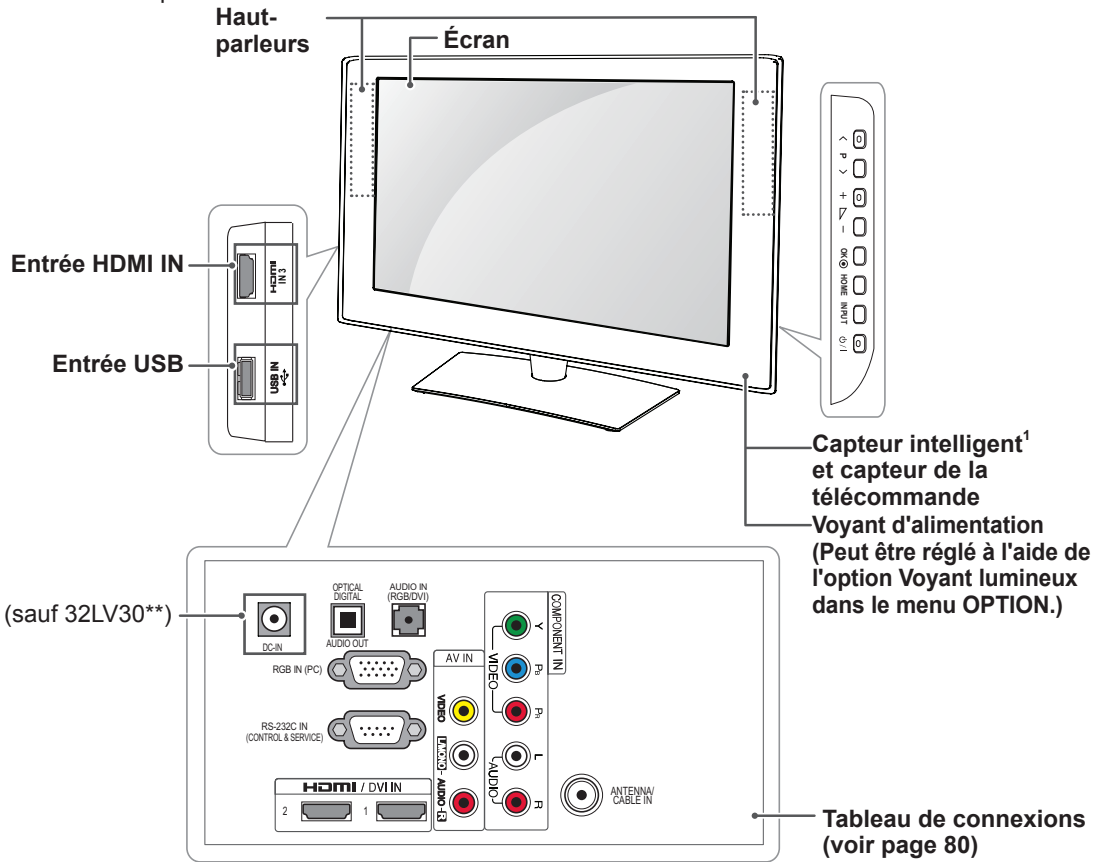 Haut-
parleurs
Écran
< P >
+ -
OK
HOME
INPUT
⏻/I
Entrée HDMI IN
HDMI
IN 3
Entrée USB
USB IN
Capteur intelligent1
et capteur de la
télécommande
Voyant d'alimentation
(Peut être réglé à l'aide de
l'option Voyant lumineux
dans le menu OPTION.)
(sauf 32LV30**)
DC-IN
OPTICAL
DIGITAL
AUDIO OUT
AUDIO IN
(RGB/DVI)
RGB IN (PC)
RS-232C IN
(CONTROL & SERVICE)
HDMI / DVI IN
2
1
AV IN
VIDEO
L/MONO - AUDIO - R
COMPONENT IN
VIDEO
Y
PB
PR
AUDIO
L
R
ANTENNA/
CABLE IN
Tableau de connexions
(voir page 80)